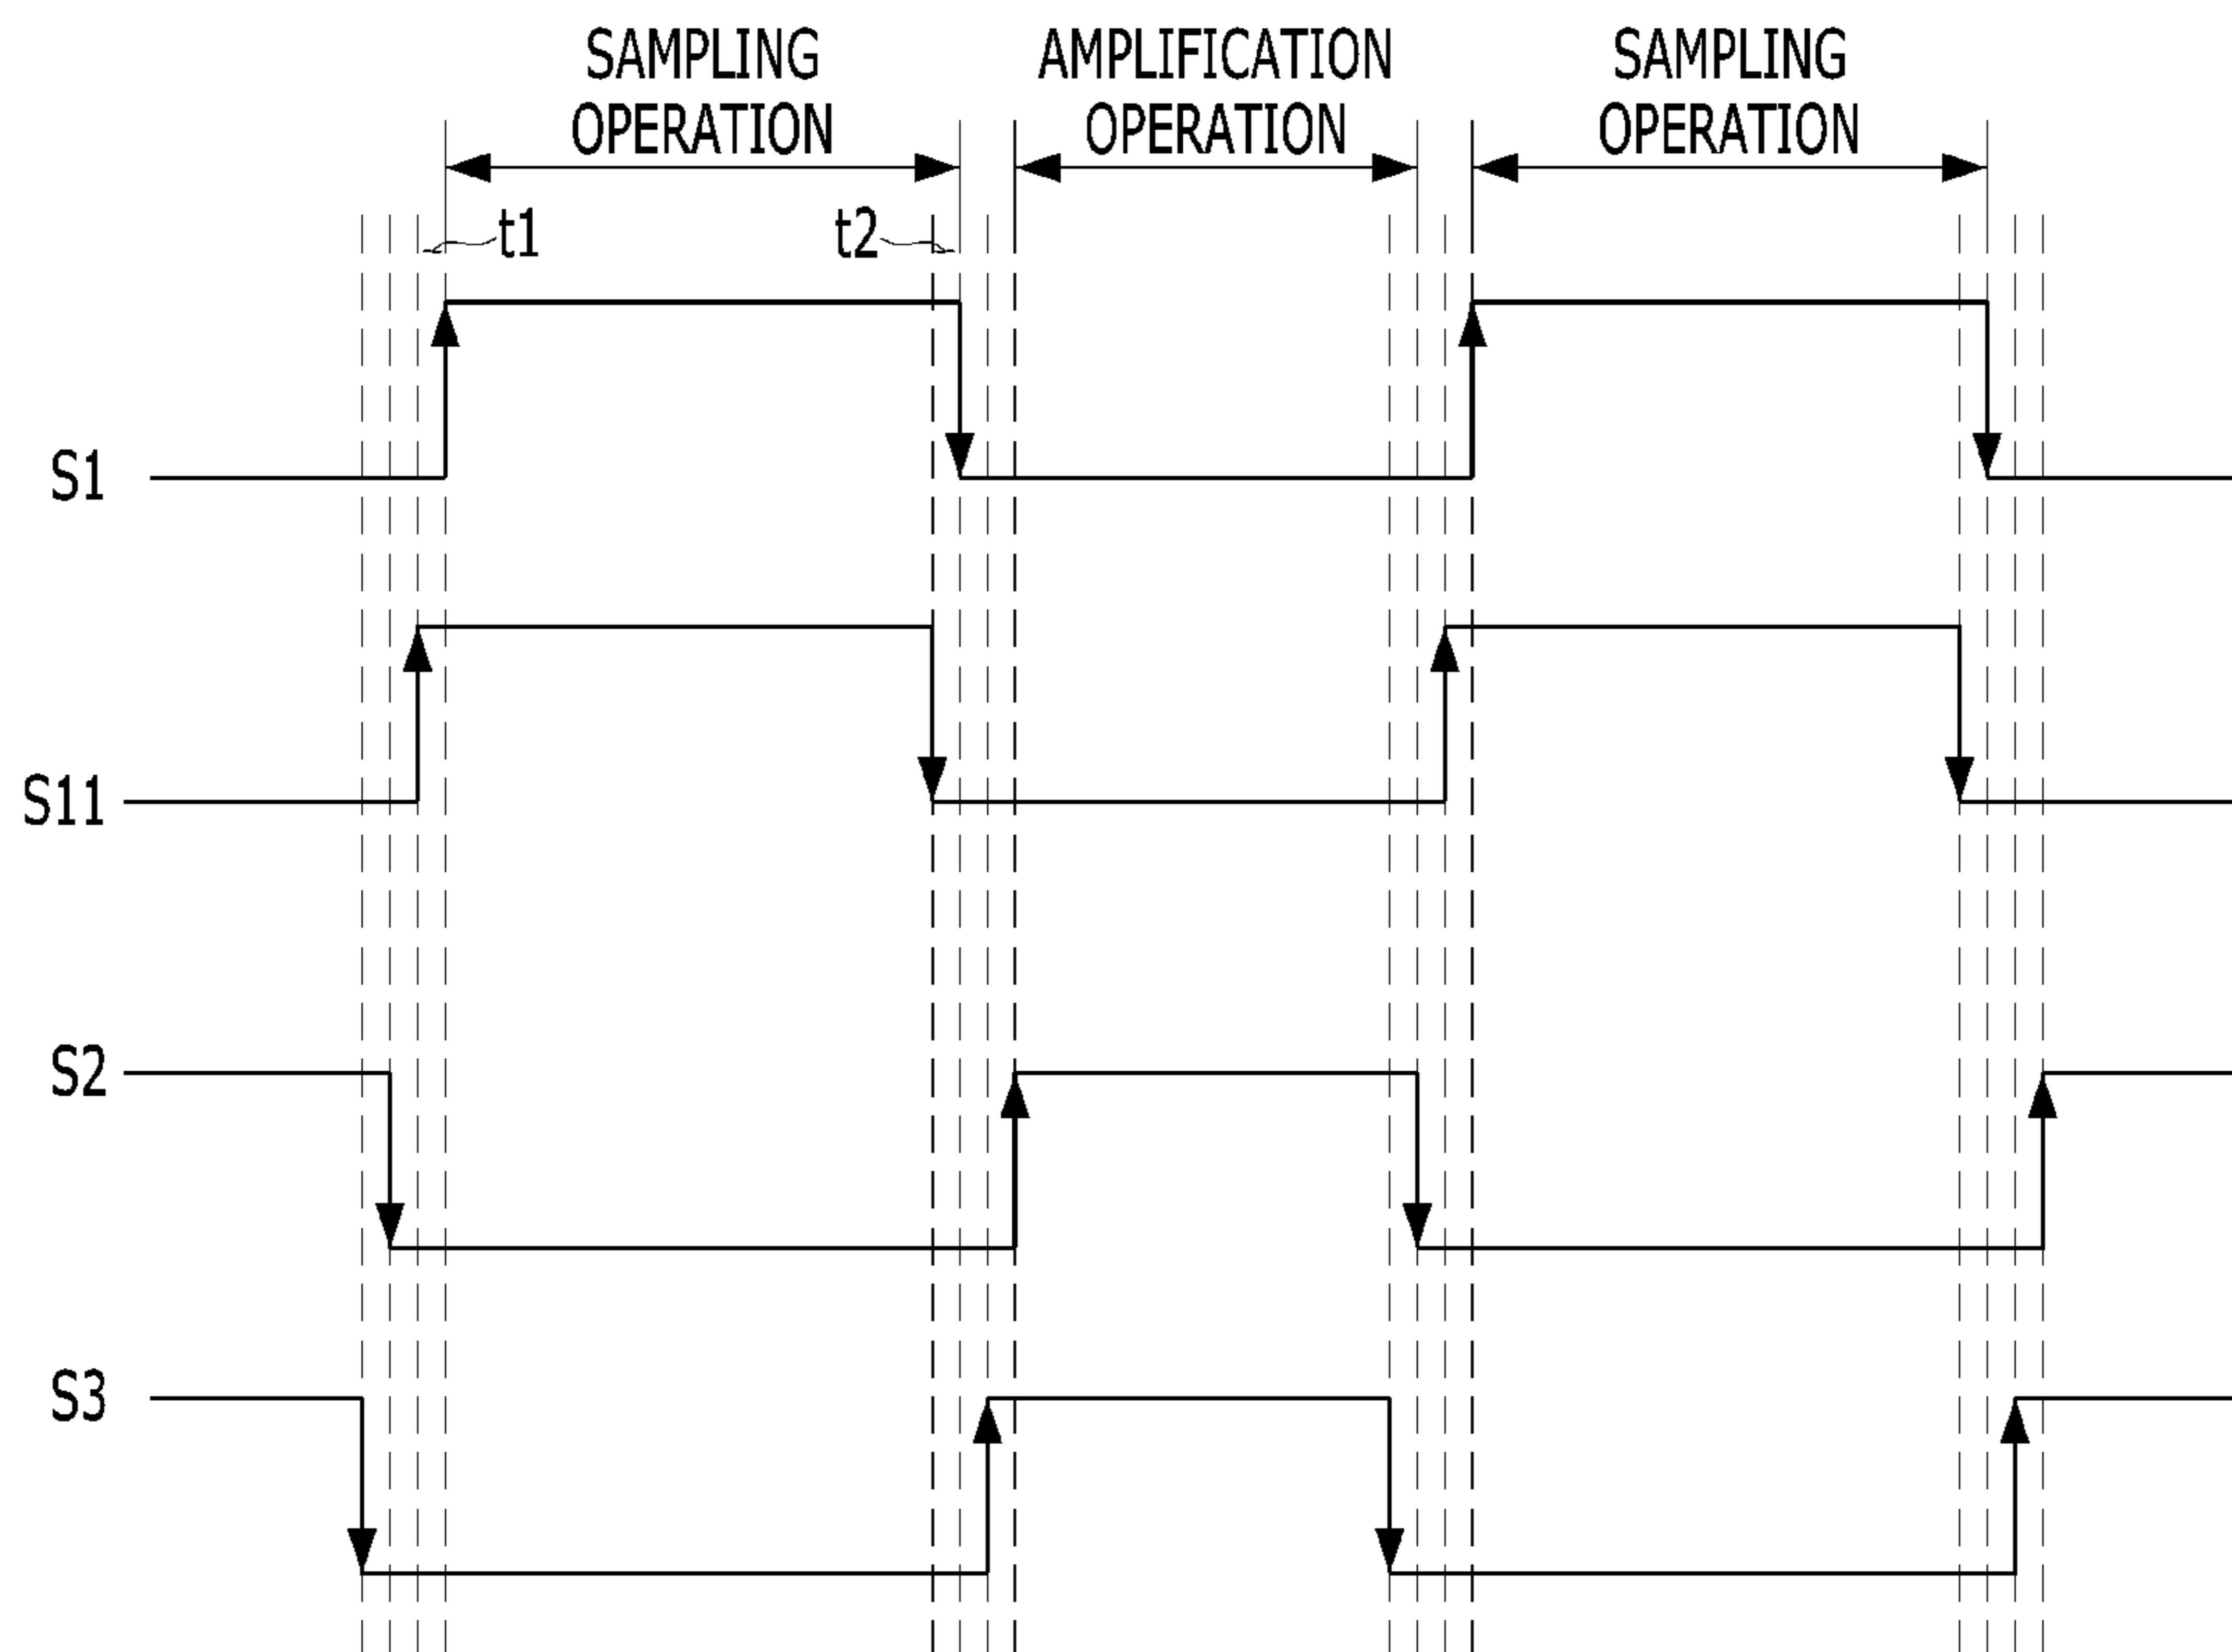 SAMPLING
OPERATION
AMPLIFICATION
OPERATION
SAMPLING
OPERATION
t1
t2
S1
S11
S2
S3